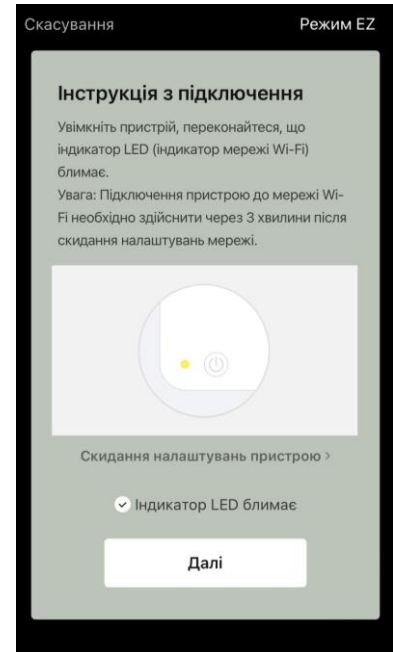 Скасування
Режим EZ
Інструкція з підключення
Увімкніть пристрій, переконайтеся, що
індикатор LED (індикатор мережі Wi-Fi)
блимає.
Увага: Підключення пристрою до мережі Wi-
Fi необхідно здійснити через 3 хвилини після
скидання налаштувань мережі.
Скидання налаштувань пристрою >
Індикатор LED блимає
Далі